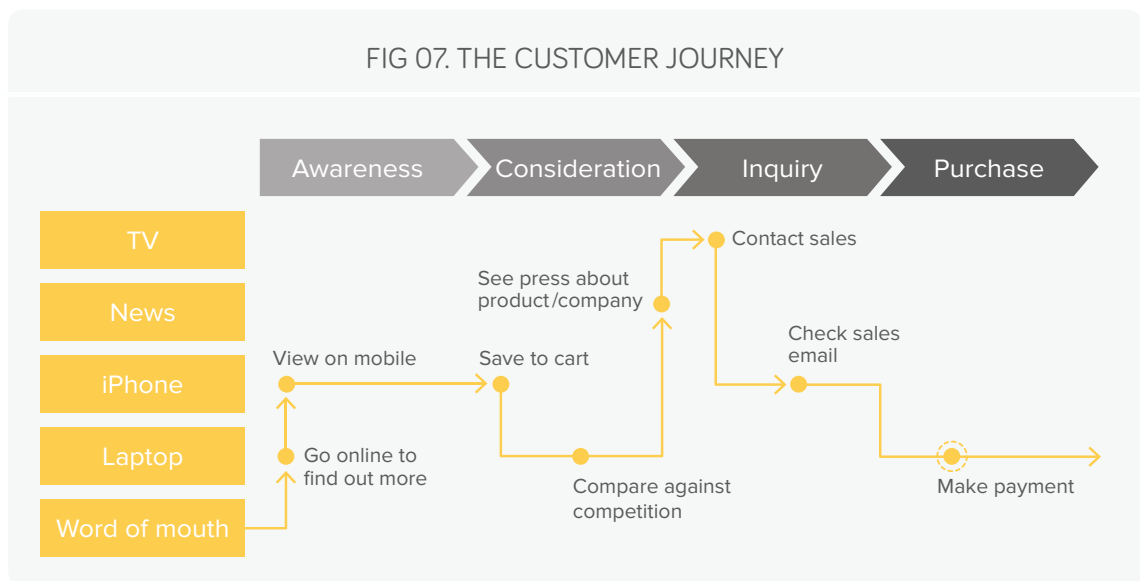 FIG 07. THE CUSTOMER JOURNEY
Awareness
Consideration
Inquiry
Purchase
TV
News
iPhone
Laptop
Word of mouth
View on mobile
Go online to
find out more
Save to cart
Compare against
competition
See press about
product/company
Contact sales
Check sales
email
Make payment